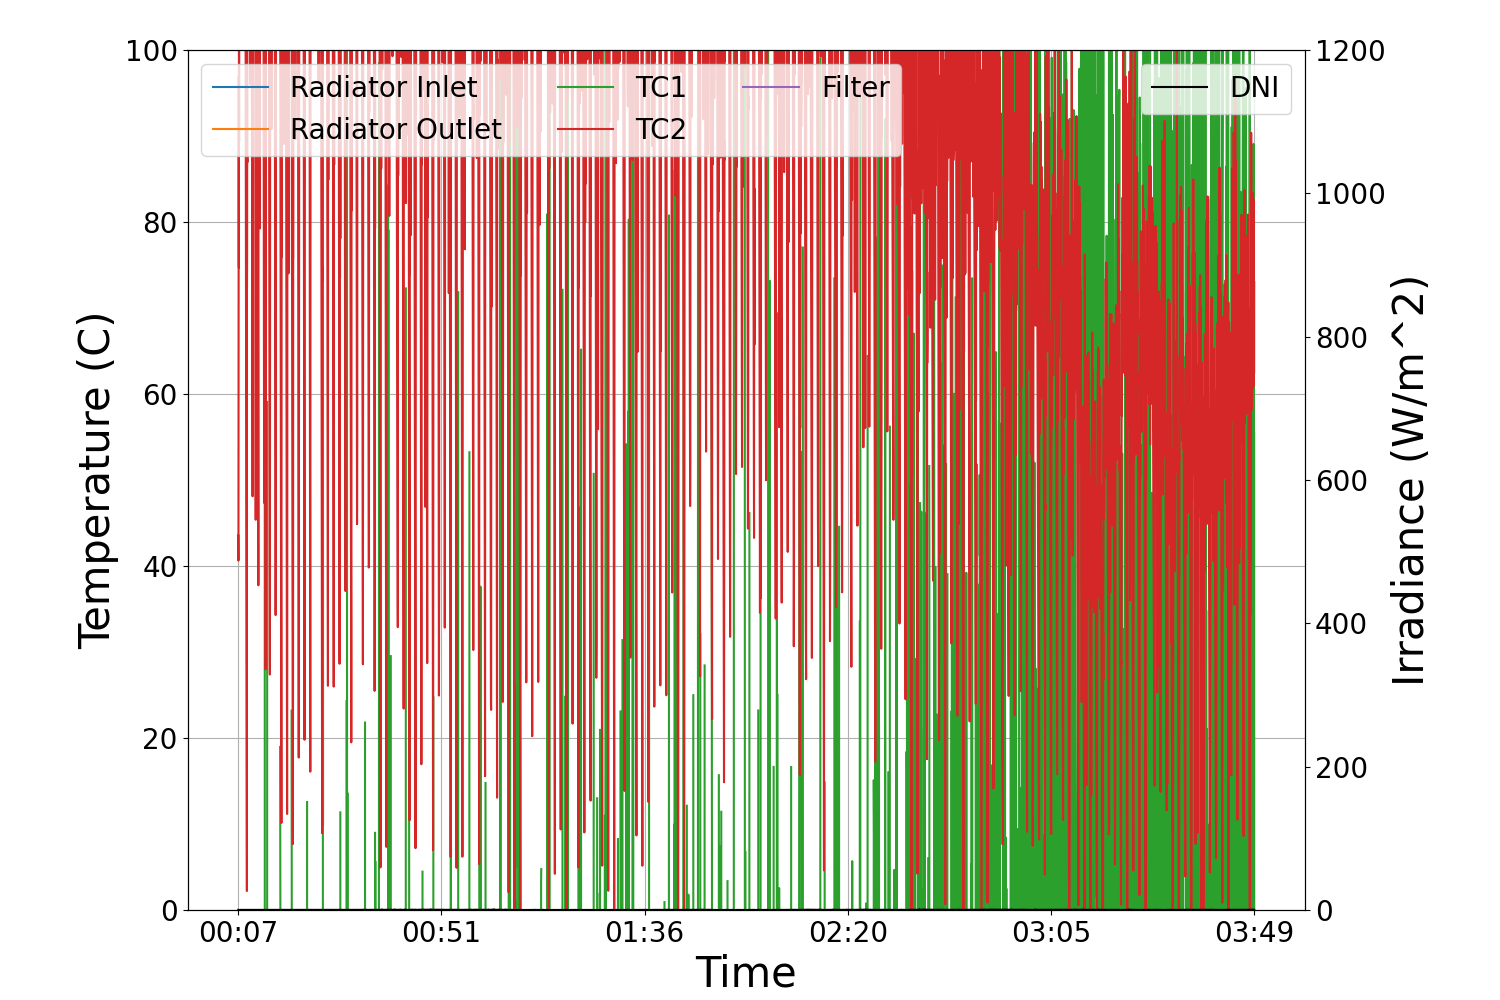 100
80
60
40
20
0
Temperature (C)
Radiator Inlet
Radiator Outlet
TC1
TC2
Filter
DNI
1200
1000
800
600
400
200
0
Irradiance (W/m^2)
00:07
00:51
01:36
02:20
03:05
03:49
Time